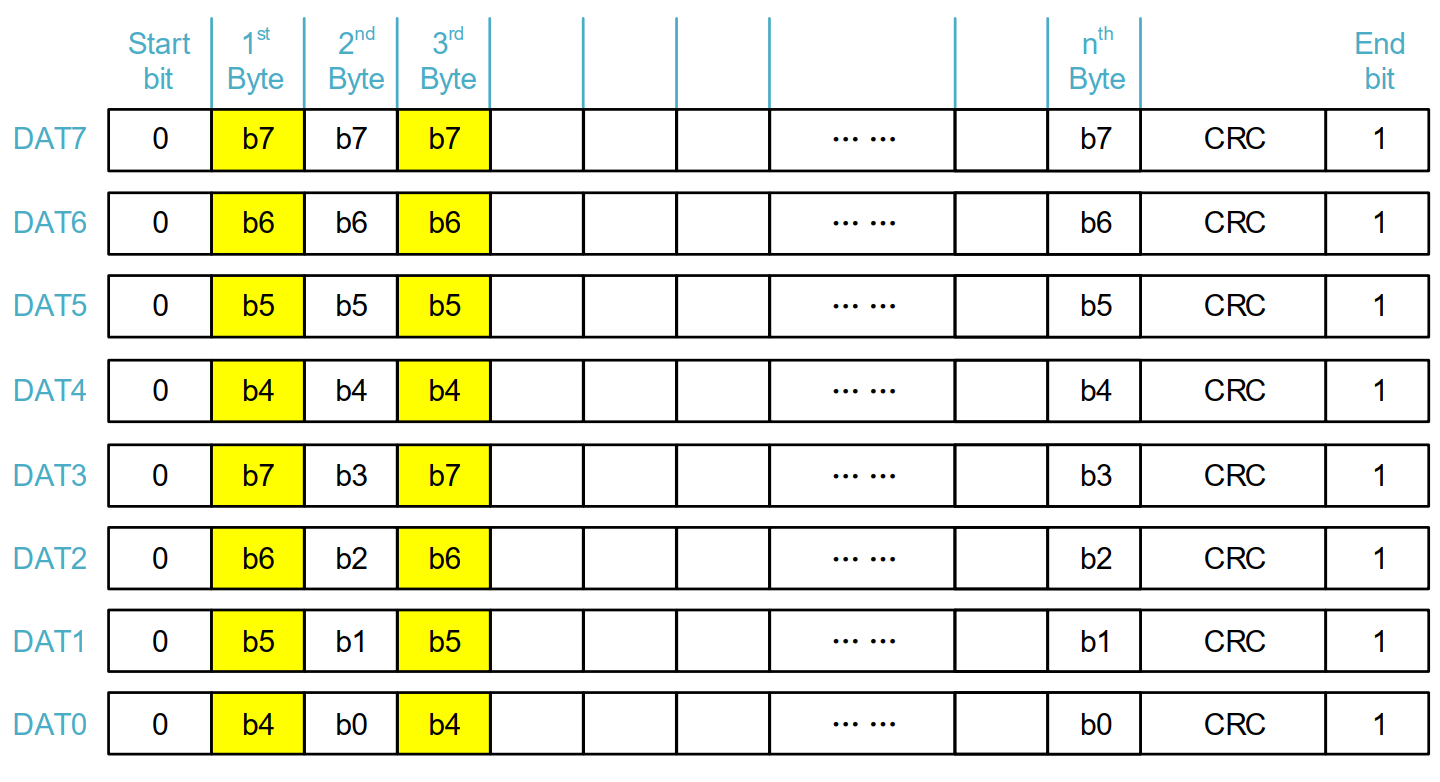 Start bit 1st Byte 2nd Byte 3rd Byte nth Byte End bit
DAT7 0 b7 b7 b7 ... ... b7 CRC 1
DAT6 0 b6 b6 b6 ... ... b6 CRC 1
DAT5 0 b5 b5 b5 ... ... b5 CRC 1
DAT4 0 b4 b4 b4 ... ... b4 CRC 1
DAT3 0 b7 b3 b7 ... ... b3 CRC 1
DAT2 0 b6 b2 b6 ... ... b2 CRC 1
DAT1 0 b5 b1 b5 ... ... b1 CRC 1
DAT0 0 b4 b0 b4 ... ... b0 CRC 1